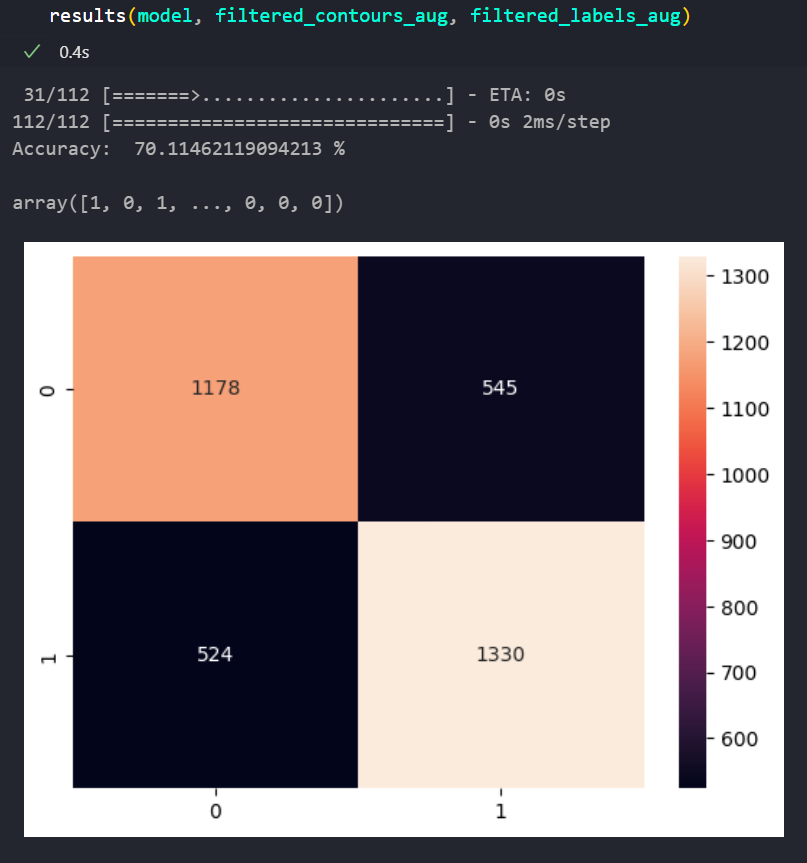 results(model, filtered_contours_aug, filtered_labels_aug)
✓ 0.4s
31/112 [=======>......................] - ETA: 0s
112/112 [==============================] - 0s 2ms/step
Accuracy:  70.11462119094213 %
array([1, 0, 1, ..., 0, 0, 0])
1300
1200
1100
1000
900
800
700
600
0
1178 545
1
524 1330
0 1